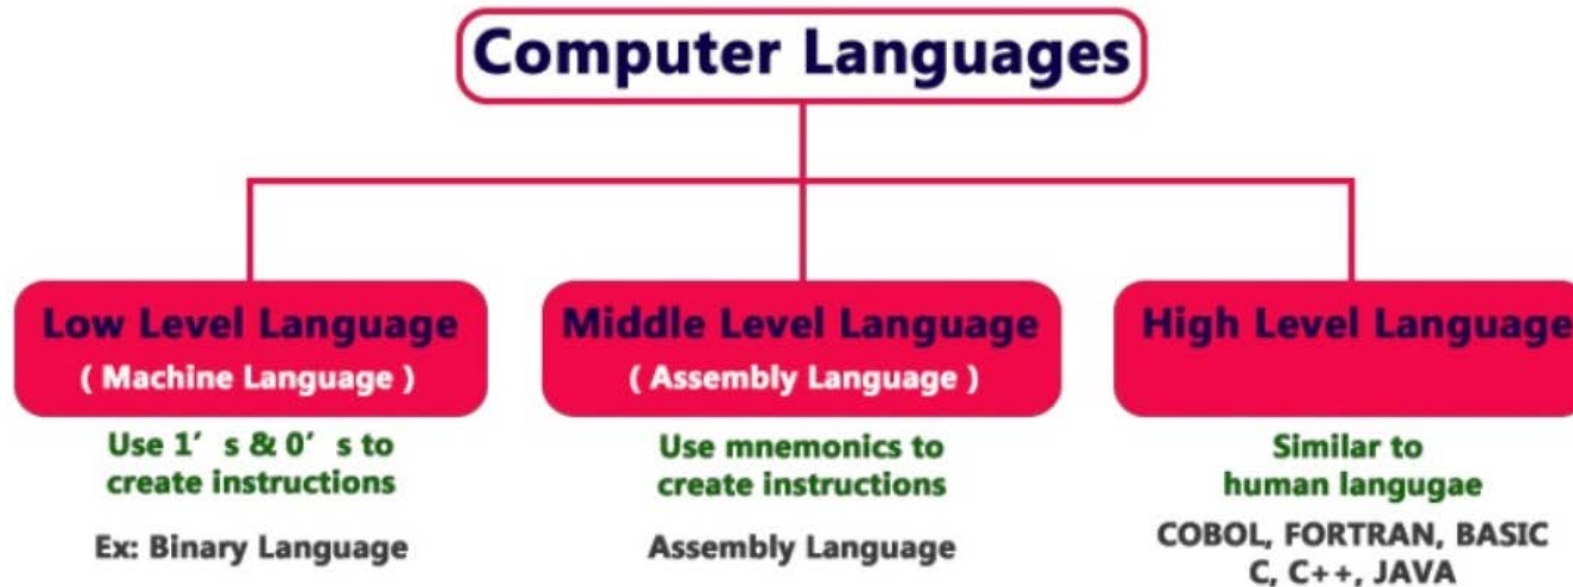 Computer Languages
Low Level Language
( Machine Language )
Use 1′ s & 0′ s to
create instructions
Ex: Binary Language
Middle Level Language
( Assembly Language )
Use mnemonics to
create instructions
Assembly Language
High Level Language
Similar to
human langugae
COBOL, FORTRAN, BASIC
C, C++, JAVA